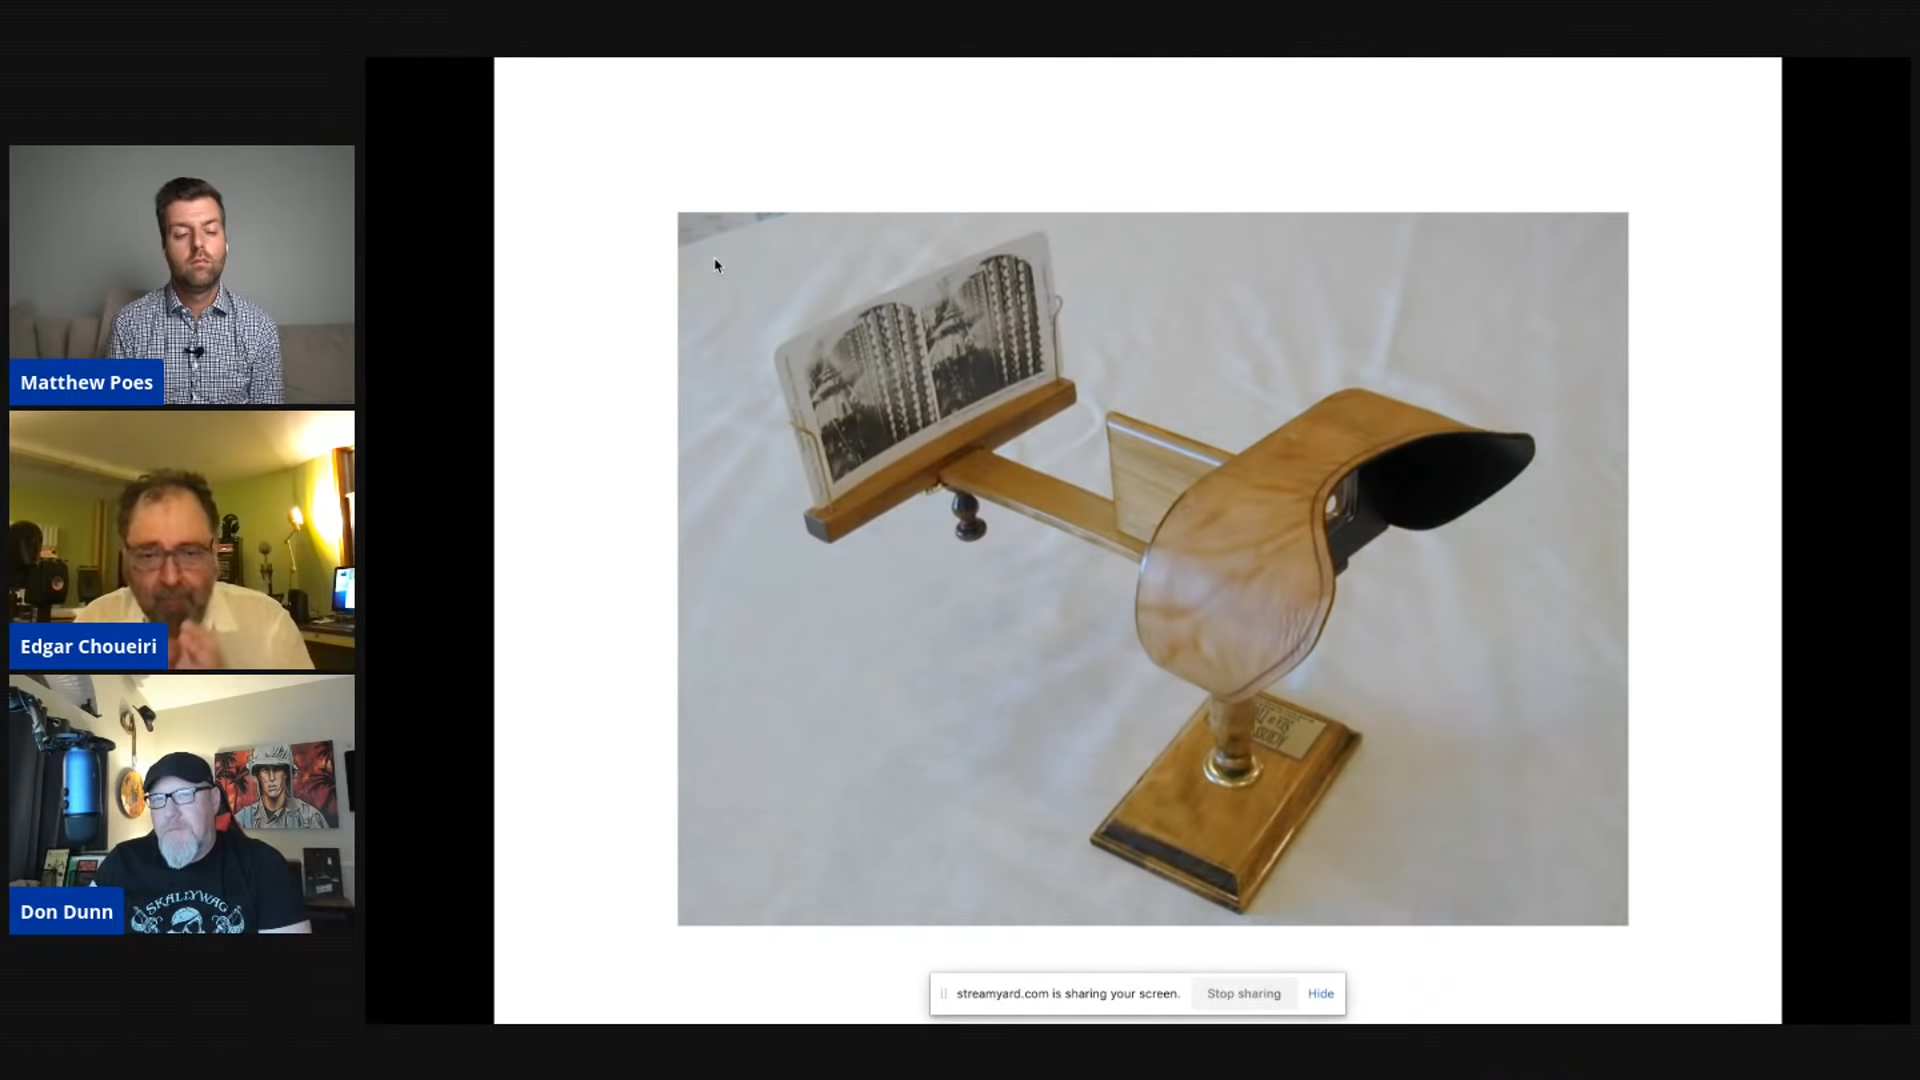 Matthew Poes
Edgar Choueiri
Don Dunn
SKALLYWAG
streamyard.com is sharing your screen.
Stop sharing
Hide